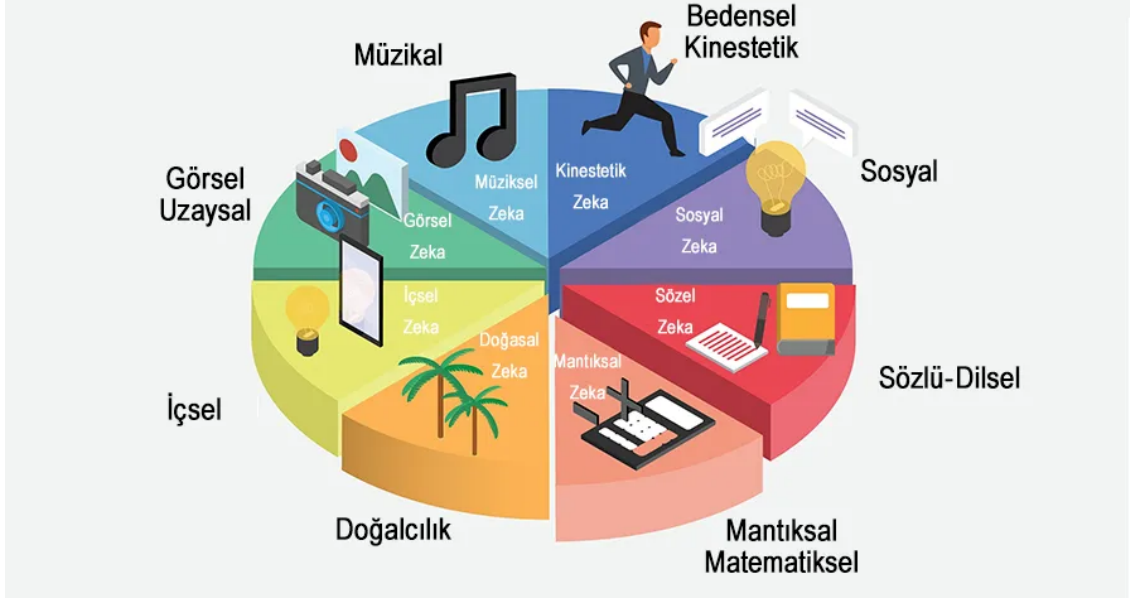 Bedensel
Kinestetik
Müzikal
Sosyal
Görsel
Uzaysal
Müziksel
Zeka
Kinestetik
Zeka
Sosyal
Zeka
Görsel
Zeka
İçsel
Zeka
Sözel
Zeka
Doğasal
Zeka
Mantıksal
Zeka
Sözlü-Dilsel
İçsel
Doğalcılık
Mantıksal
Matematiksel